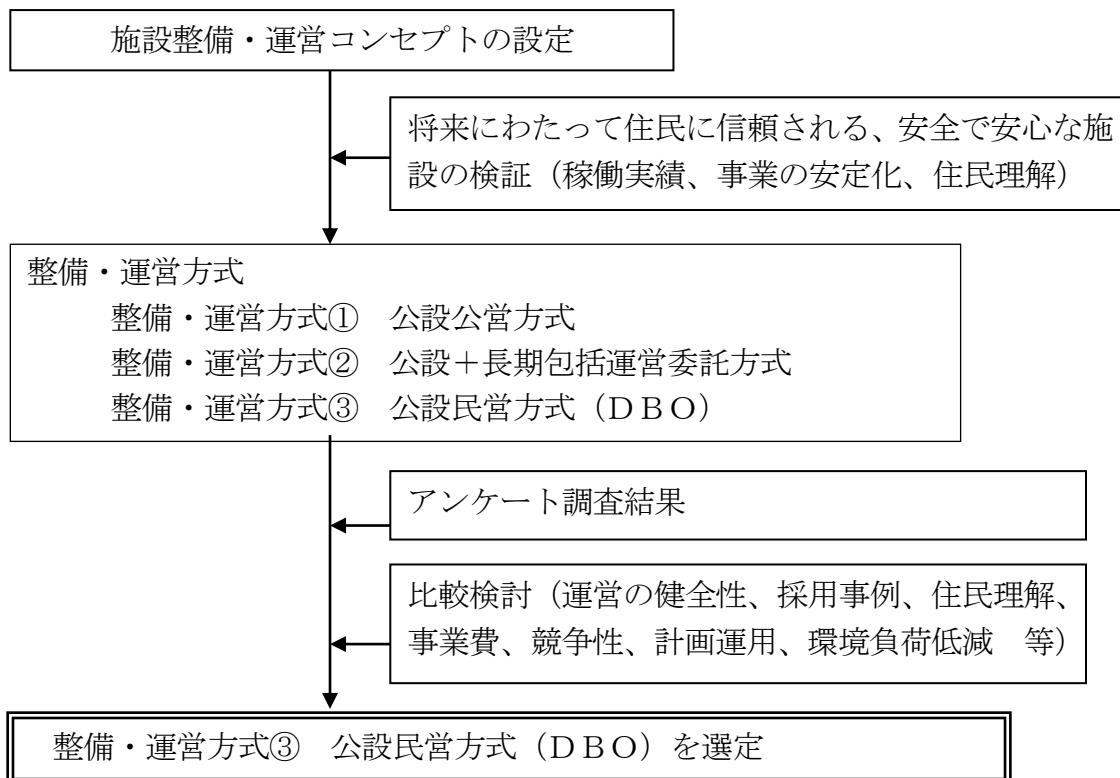 施設整備・運営コンセプトの設定
将来にわたって住民に信頼される、安全で安心な施
設の検証（稼働実績、事業の安定化、住民理解）
整備・運営方式
整備・運営方式①　公設公営方式
整備・運営方式②　公設＋長期包括運営委託方式
整備・運営方式③　公設民営方式（ＤＢＯ）
アンケート調査結果
比較検討（運営の健全性、採用事例、住民理解、
事業費、競争性、計画運用、環境負荷低減　等）
整備・運営方式③　公設民営方式（ＤＢＯ）を選定